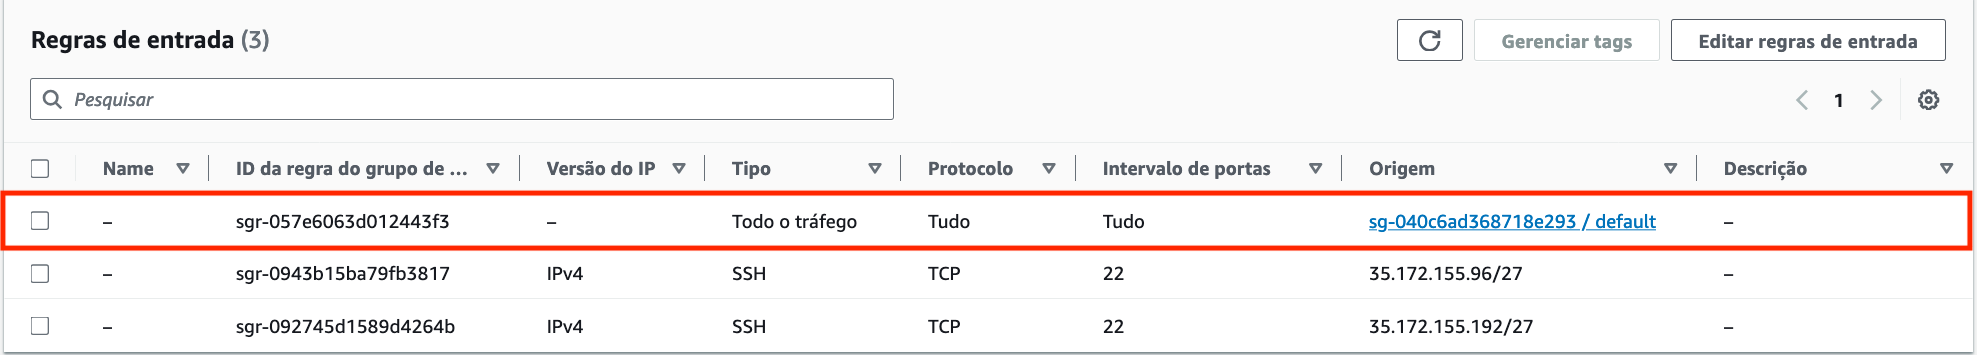 Regras de entrada (3)
Gerenciar tags
Editar regras de entrada
Pesquisar
1
Name ID da regra do grupo de ... Versão do IP Tipo Protocolo Intervalo de portas Origem Descrição
– sgr-057e6063d012443f3 – Todo o tráfego Tudo Tudo sg-040c6ad368718e293 / default –
– sgr-0943b15ba79fb3817 IPv4 SSH TCP 22 35.172.155.96/27 –
– sgr-092745d1589d4264b IPv4 SSH TCP 22 35.172.155.192/27 –